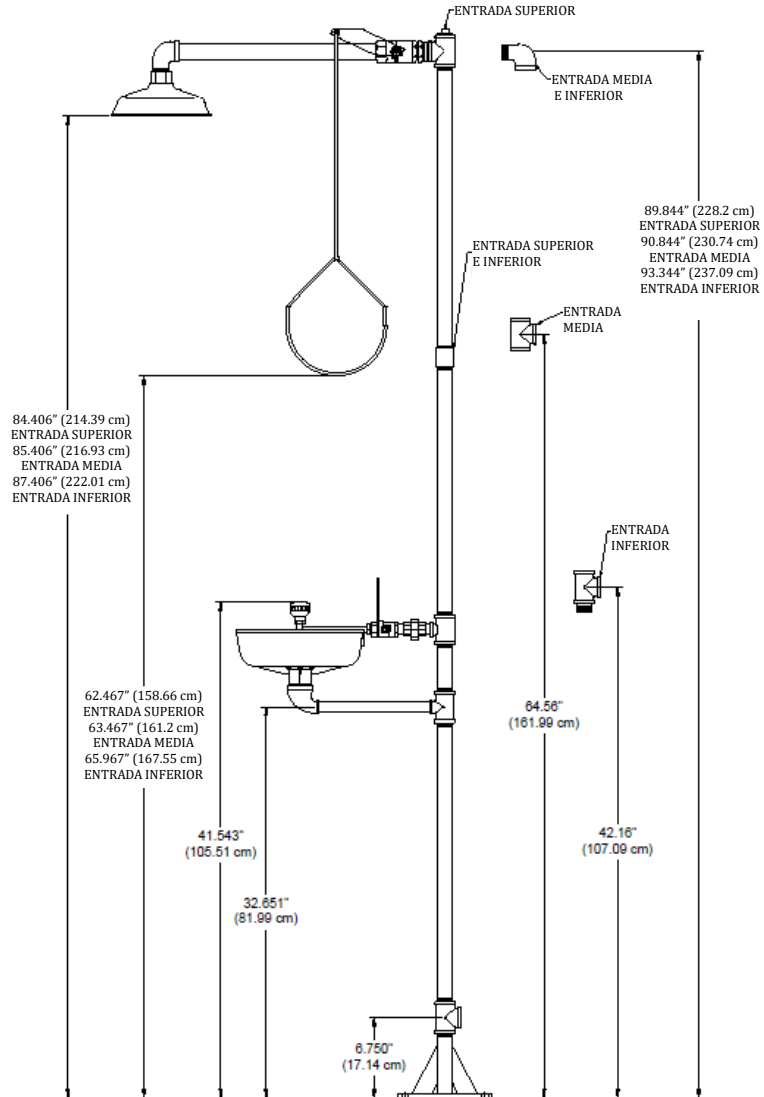 ENTRADA SUPERIOR
ENTRADA MEDIA
E INFERIOR
89.844” (228.2 cm)
ENTRADA SUPERIOR
90.844” (230.74 cm)
ENTRADA MEDIA
93.344” (237.09 cm)
ENTRADA INFERIOR
ENTRADA SUPERIOR
E INFERIOR
ENTRADA
MEDIA
84.406” (214.39 cm)
ENTRADA SUPERIOR
85.406” (216.93 cm)
ENTRADA MEDIA
87.406” (222.01 cm)
ENTRADA INFERIOR
ENTRADA
INFERIOR
62.467” (158.66 cm)
ENTRADA SUPERIOR
63.467” (161.2 cm)
ENTRADA MEDIA
65.967” (167.55 cm)
ENTRADA INFERIOR
64.56"
(161.99 cm)
41.543"
(105.51 cm)
42.16"
(107.09 cm)
32.651"
(81.99 cm)
6.750"
(17.14 cm)